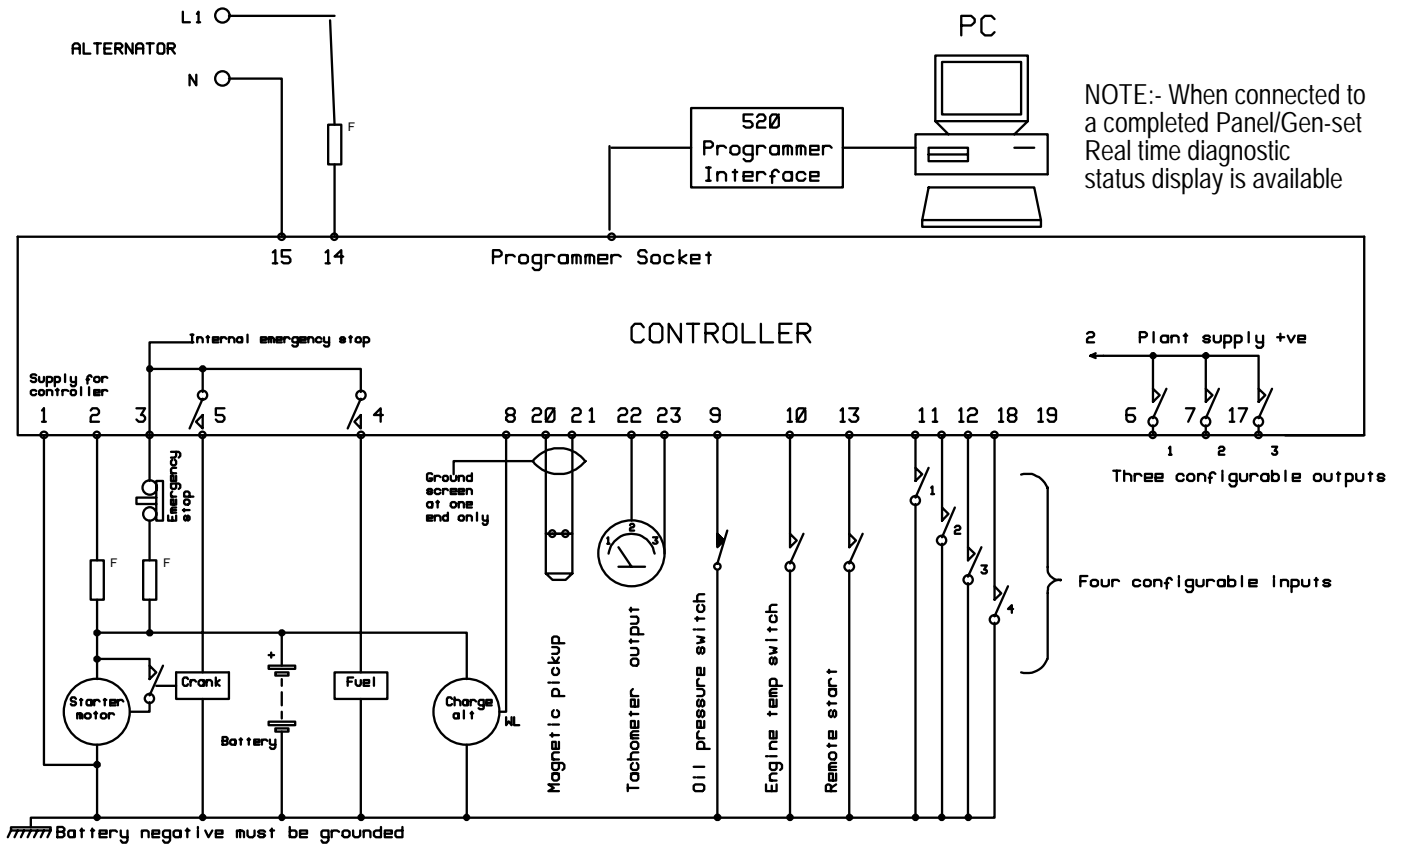 L1
ALTERNATOR
N
F
PC
520
Programmer
Interface
NOTE:- When connected to
a completed Panel/Gen-set
Real time diagnostic
status display is available
15 14 Programmer Socket
CONTROLLER
Internal emergency stop
2 Plant supply +ve
Supply for
controller
1 2 3 5 4 8 20 21 22 23 9 10 13 11 12 18 19 6 7 17
1 2 3
Three configurable outputs
Ground
screen
at one
end only
Emergency
stop
F F
1 2 3
1
2
3
4
Four configurable inputs
Starter
motor
Crank
+
Battery
Fuel
Charge
alt
WL
Magnetic pickup
Tachometer output
Oil pressure switch
Engine temp switch
Remote start
Battery negative must be grounded